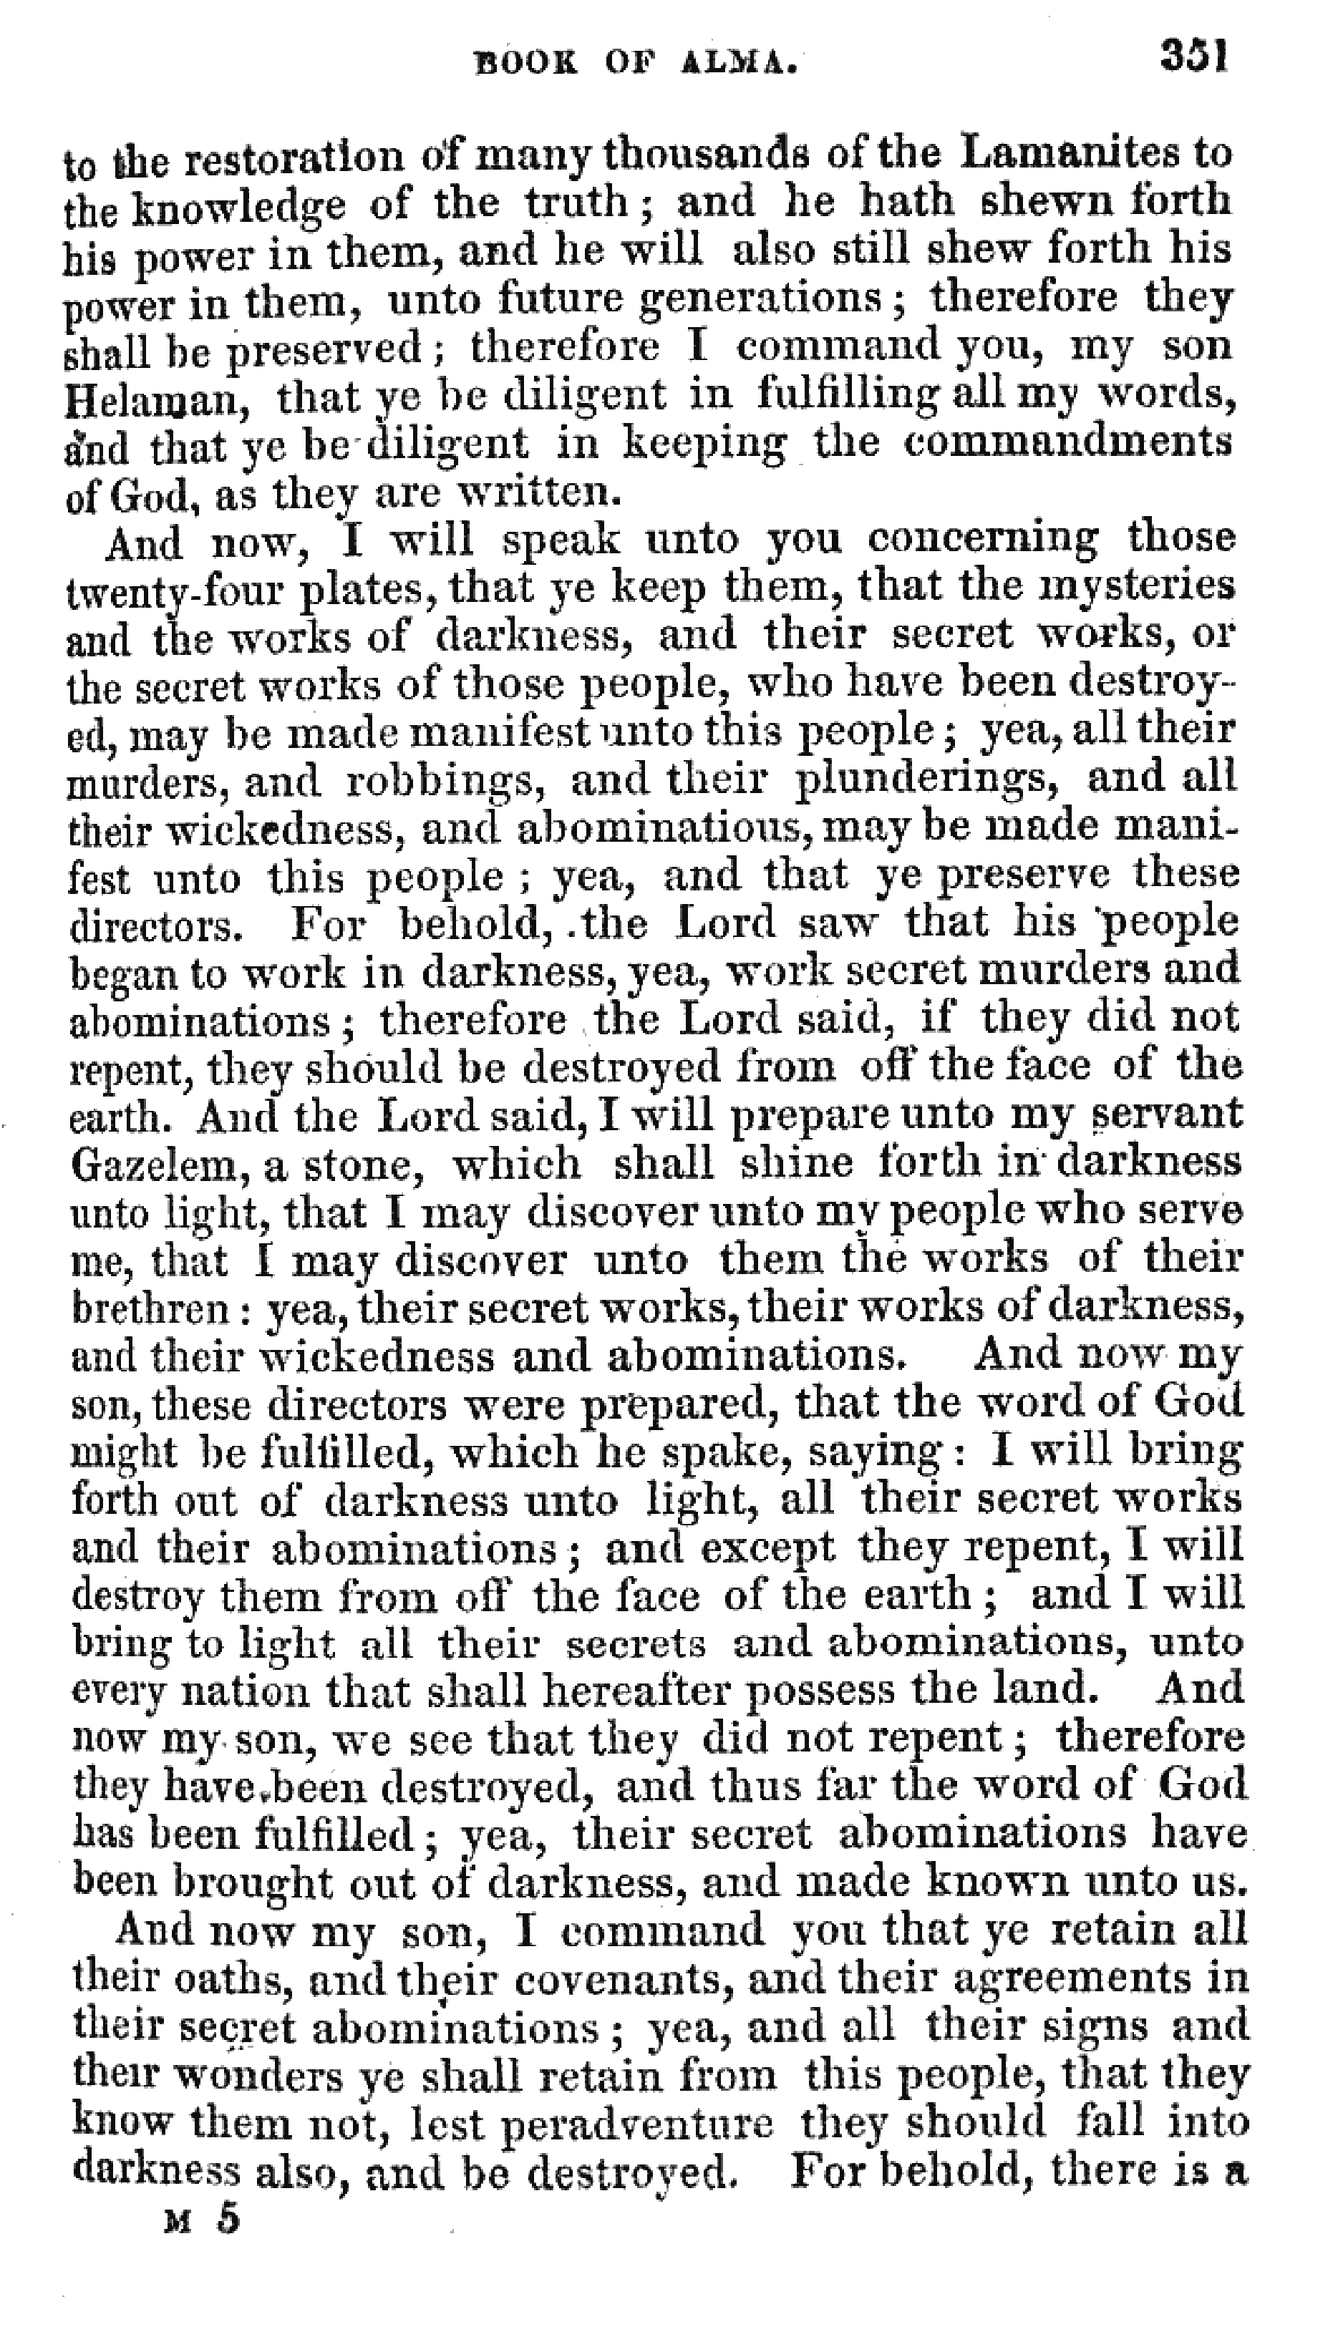 BOOK OF ALMA. 351
to the restoration of many thousands of the Lamanites to
the knowledge of the truth; and he hath shewn forth
his power in them, and he will also still shew forth his
power in them, unto future generations; therefore they
shall be preserved; therefore I command you, my son
Helaman, that ye be diligent in fulfilling all my words,
and that ye be diligent in keeping the commandments
of God, as they are written.
And now, I will speak unto you concerning those
twenty-four plates, that ye keep them, that the mysteries
and the works of darkness, and their secret works, or
the secret works of those people, who have been destroy-
ed, may be made manifest unto this people; yea, all their
murders, and robbings, and their plunderings, and all
their wickedness, and abominations, may be made mani-
fest unto this people; yea, and that ye preserve these
directors. For behold, the Lord saw that his people
began to work in darkness, yea, work secret murders and
abominations; therefore the Lord said, if they did not
repent, they should be destroyed from off the face of the
earth. And the Lord said, I will prepare unto my servant
Gazelem, a stone, which shall shine forth in darkness
unto light, that I may discover unto my people who serve
me, that I may discover unto them the works of their
brethren: yea, their secret works, their works of darkness,
and their wickedness and abominations. And now my
son, these directors were prepared, that the word of God
might be fulfilled, which he spake, saying: I will bring
forth out of darkness unto light, all their secret works
and their abominations; and except they repent, I will
destroy them from off the face of the earth; and I will
bring to light all their secrets and abominations, unto
every nation that shall hereafter possess the land. And
now my son, we see that they did not repent; therefore
they have been destroyed, and thus far the word of God
has been fulfilled; yea, their secret abominations have
been brought out of darkness, and made known unto us.
And now my son, I command you that ye retain all
their oaths, and their covenants, and their agreements in
their secret abominations; yea, and all their signs and
their wonders ye shall retain from this people, that they
know them not, lest peradventure they should fall into
darkness also, and be destroyed. For behold, there is a
M 5